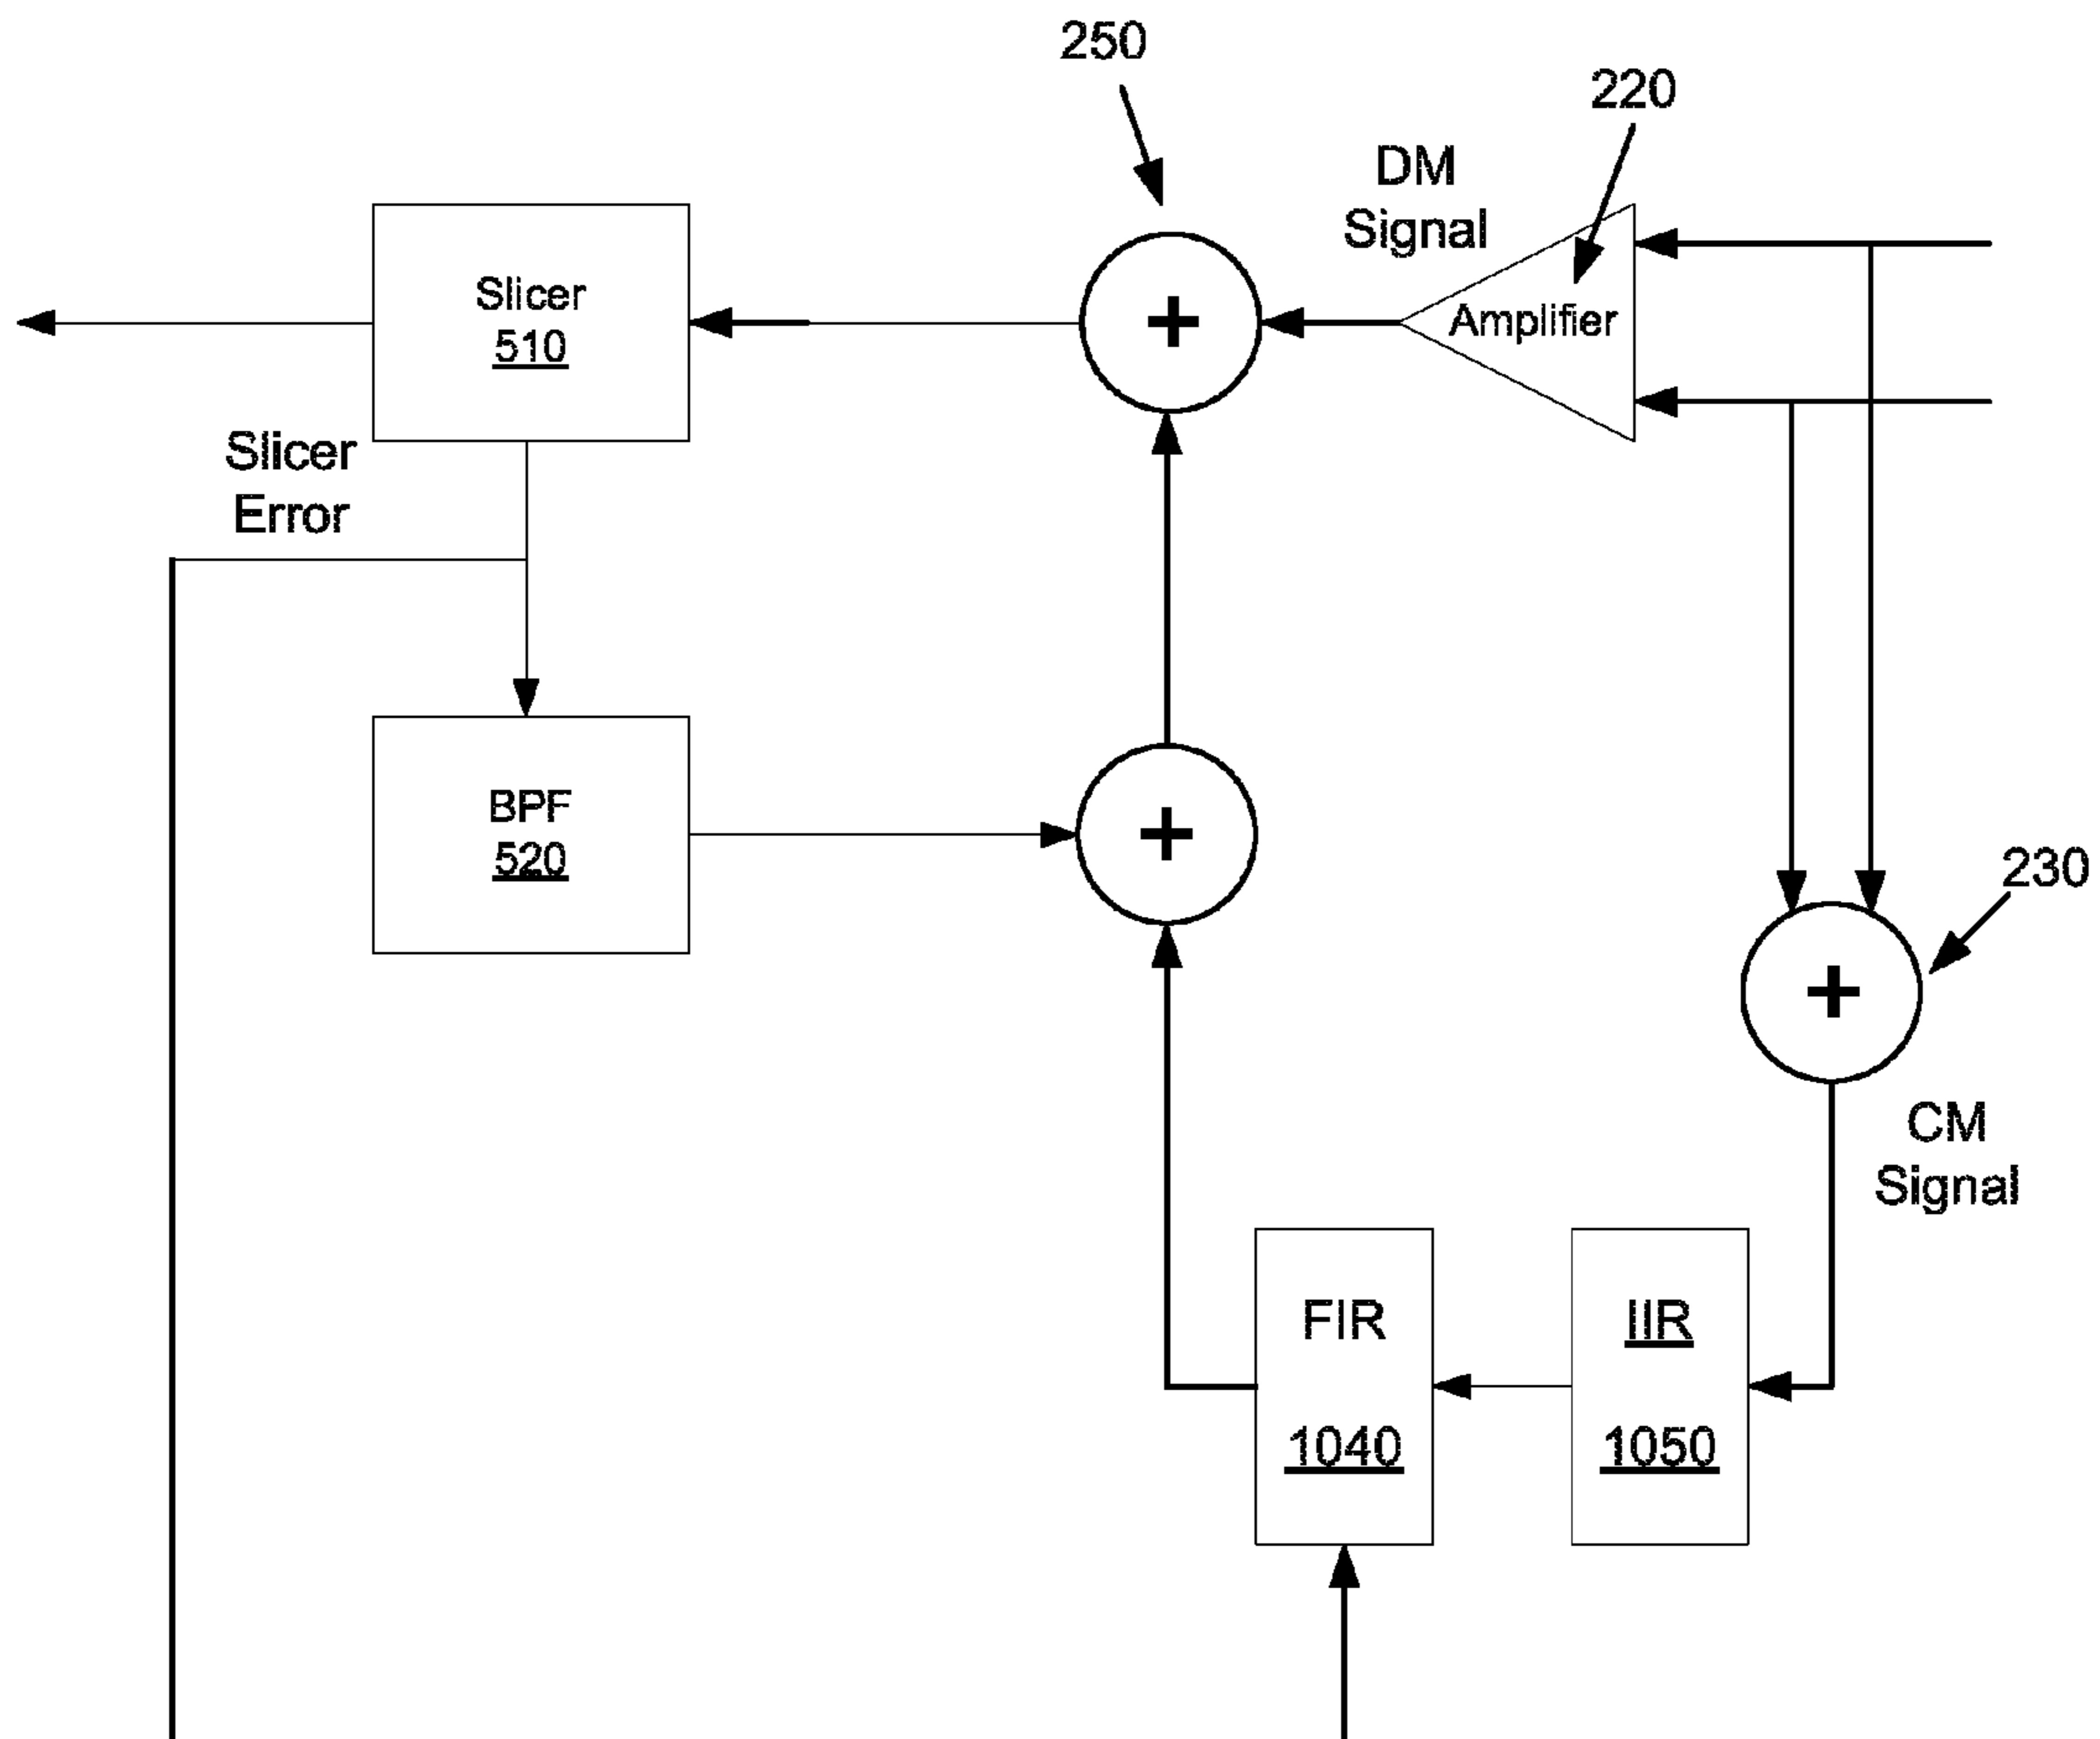 250
220
DM
Signal
Amplifier
+
Slicer
510
Slicer
Error
BPF
520
+
230
+
CM
Signal
FIR
1040
IIR
1050